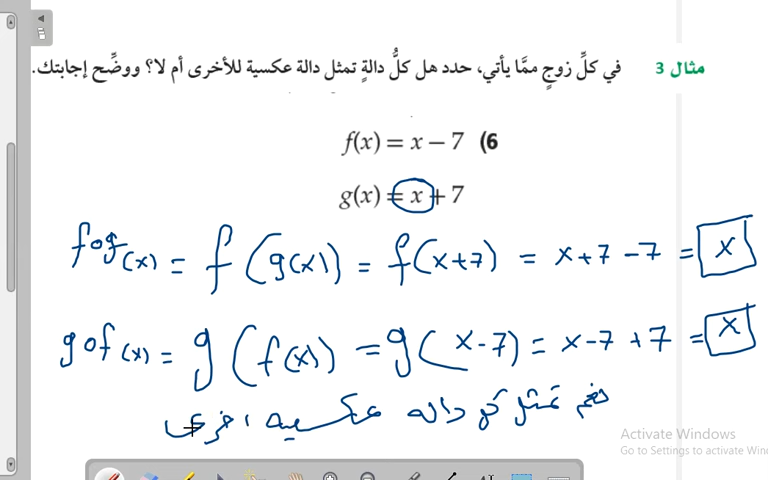 مثال 3 في كلِّ زوجٍ ممَّا يأتي، حدد هل كلُّ دالةٍ تمثل دالة عكسية للأخرى أم لا؟ ووضِّح إجابتك.
f(x) = x − 7 (6
g(x) = x + 7
fog(x) = f(g(x)) = f(x+7) = x+7−7 = x
gof(x) = g(f(x)) = g(x−7) = x−7+7 = x
نعم تمثل كل داله عكسيه اخرى
Activate Windows
Go to Settings to activate Win